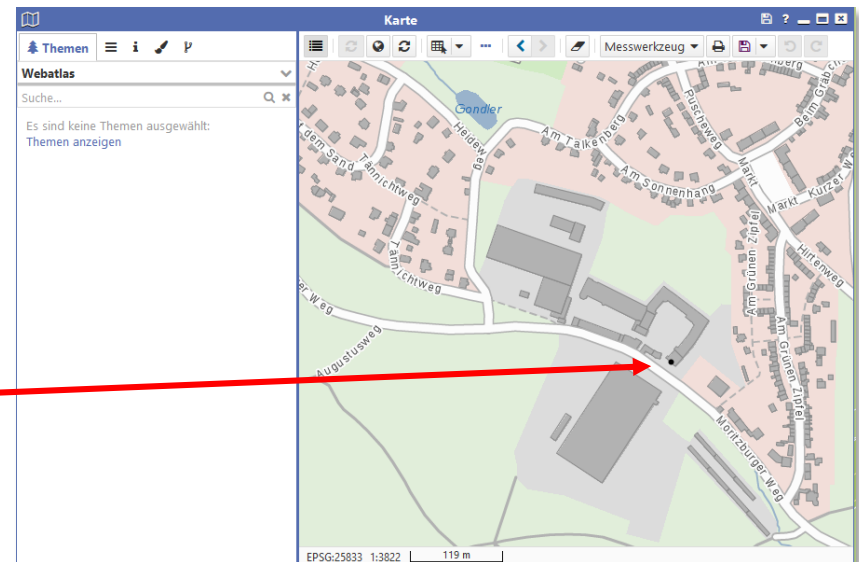 Karte
Themen
Messwerkzeug
Webatlas
Suche...
Es sind keine Themen ausgewählt:
Themen anzeigen
Gondler
Heideweg
Am Talkenberg
Am Sonnenhang
Puscheweg
Beim Gräbchen
Markt
Markt
Kurzer
Hirtenweg
Am Grünen Zipfel
Am Grünen Zipfel
dem Sand
Tännichtweg
Tännichtweg
er Weg
Augustusweg
Moritzburger Weg
EPSG:25833 1:3822 119 m